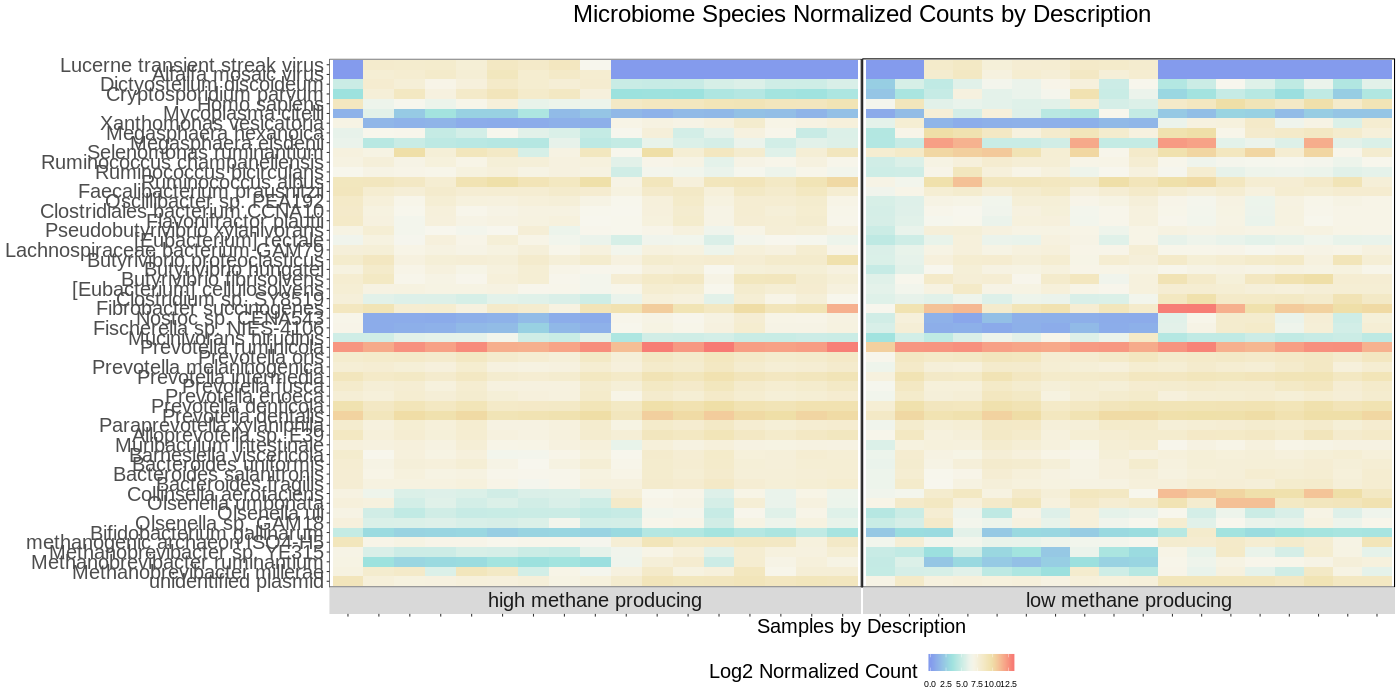 Microbiome Species Normalized Counts by Description
Lucerne transient streak virus
Alfalfa mosaic virus
Dictyostelium discoideum
Cryptosporidium parvum
Homo sapiens
Mycoplasma citelli
Xanthomonas vesicatoria
Megasphaera hexanoica
Megasphaera elsdenii
Selenomonas ruminantium
Ruminococcus champanellensis
Ruminococcus bicirculans
Ruminococcus albus
Faecalibacterium prausnitzii
Oscillibacter sp. PEA192
Clostridiales bacterium CCNA10
Flavonifractor plautii
Pseudobutyrivibrio xylanivorans
[Eubacterium] rectale
Lachnospiraceae bacterium GAM79
Butyrivibrio proteoclasticus
Butyrivibrio hungatei
Butyrivibrio fibrisolvens
[Eubacterium] cellulosolvens
Clostridium sp. SY8519
Fibrobacter succinogenes
Nostoc sp. CENA543
Fischerella sp. NIES-4106
Mucinivorans hirudinis
Prevotella ruminicola
Prevotella oris
Prevotella melaninogenica
Prevotella intermedia
Prevotella fusca
Prevotella enoeca
Prevotella denticola
Prevotella dentalis
Paraprevotella xylaniphila
Alloprevotella sp. E39
Muribaculum intestinale
Barnesiella viscericola
Bacteroides uniformis
Bacteroides salanitronis
Bacteroides fragilis
Collinsella aerofaciens
Olsenella umbonata
Olsenella uli
Olsenella sp. GAM18
Bifidobacterium pullinarum
methanogenic archaeon ISO4-H5
Methanobrevibacter sp. YE315
Methanobrevibacter ruminantium
Methanobrevibacter millerae
unidentified plasmid
high methane producing
low methane producing
Samples by Description
Log2 Normalized Count
0.0 2.5 5.0 7.5 10.0 12.5